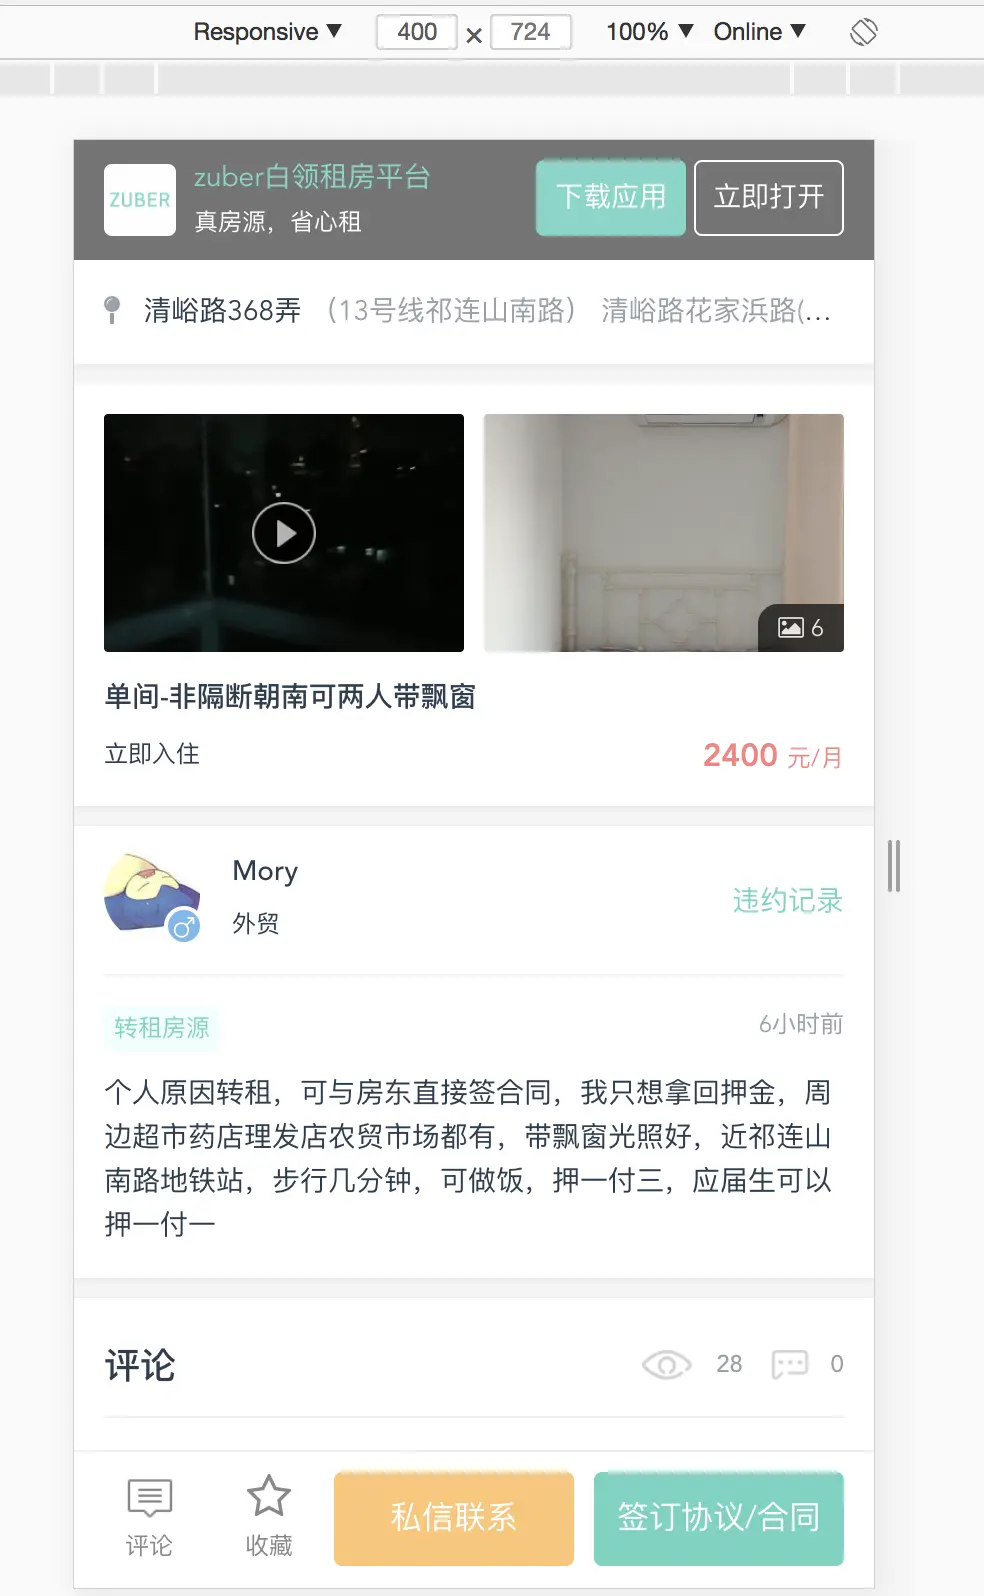 Responsive ▼ 400 × 724 100% ▼ Online ▼
ZUBER
zuber白领租房平台
真房源，省心租
下载应用
立即打开
清峪路368弄 （13号线祁连山南路） 清峪路花家浜路(...
6
单间-非隔断朝南可两人带飘窗
立即入住
2400 元/月
Mory
外贸
违约记录
转租房源
6小时前
个人原因转租，可与房东直接签合同，我只想拿回押金，周
边超市药店理发店农贸市场都有，带飘窗光照好，近祁连山
南路地铁站，步行几分钟，可做饭，押一付三，应届生可以
押一付一
评论
28
0
评论
收藏
私信联系
签订协议/合同